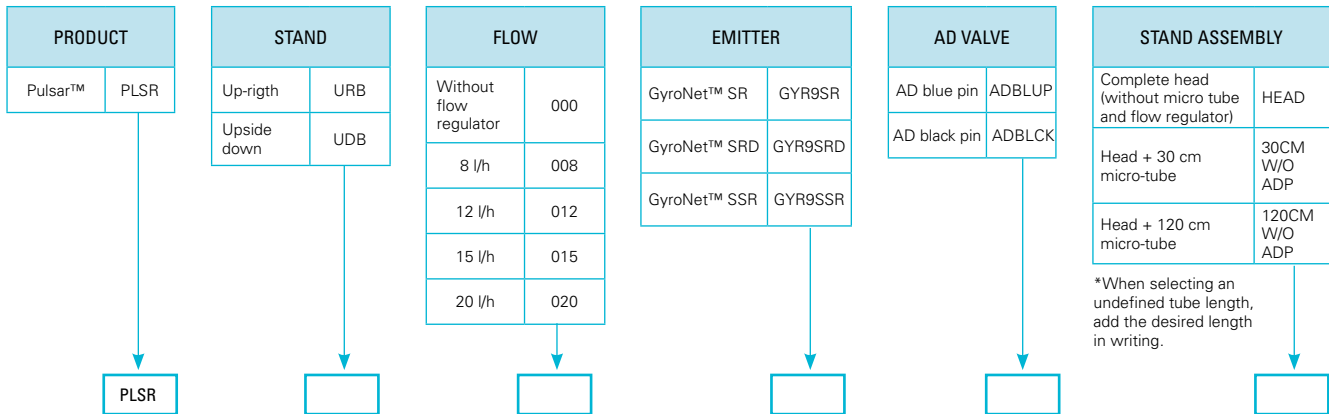 PRODUCT
Pulsar™ PLSR
STAND
Up-rigth URB
Upside
down
UDB
FLOW
Without
flow
regulator
000
8 l/h 008
12 l/h 012
15 l/h 015
20 l/h 020
EMITTER
GyroNet™ SR GYR9SR
GyroNet™ SRD GYR9SRD
GyroNet™ SSR GYR9SSR
AD VALVE
AD blue pin ADBLUP
AD black pin ADBLCK
STAND ASSEMBLY
Complete head
(without micro tube
and flow regulator)
HEAD
Head + 30 cm
micro-tube
30CM
W/O
ADP
Head + 120 cm
micro-tube
120CM
W/O
ADP
*When selecting an
undefined tube length,
add the desired length
in writing.
PLSR